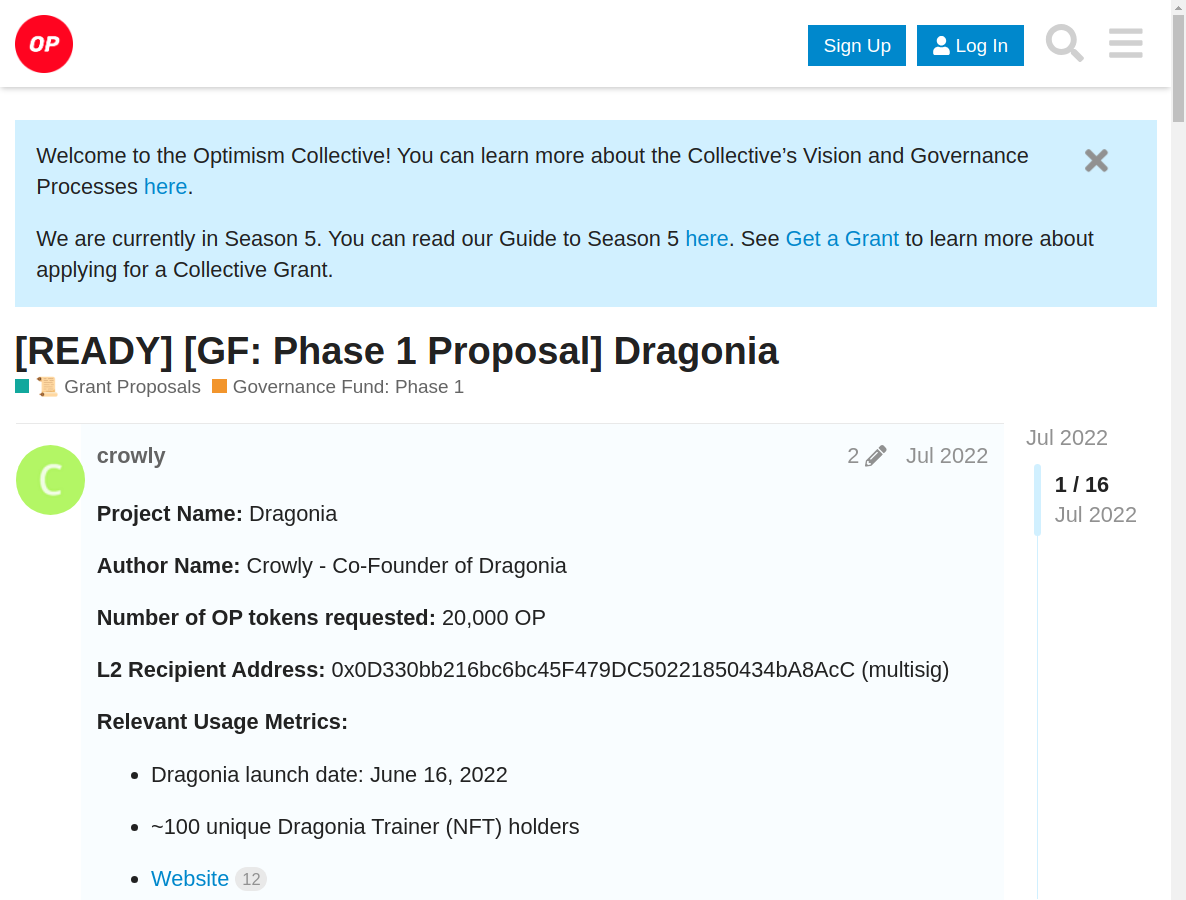 OP
Sign Up
Log In
Welcome to the Optimism Collective! You can learn more about the Collective’s Vision and Governance
Processes here.
We are currently in Season 5. You can read our Guide to Season 5 here. See Get a Grant to learn more about
applying for a Collective Grant.
[READY] [GF: Phase 1 Proposal] Dragonia
Grant Proposals Governance Fund: Phase 1
C
crowly
2
Jul 2022
Project Name: Dragonia
Author Name: Crowly - Co-Founder of Dragonia
Number of OP tokens requested: 20,000 OP
L2 Recipient Address: 0x0D330bb216bc6bc45F479DC50221850434bA8AcC (multisig)
Relevant Usage Metrics:
Dragonia launch date: June 16, 2022
~100 unique Dragonia Trainer (NFT) holders
Website 12
Jul 2022
1 / 16
Jul 2022